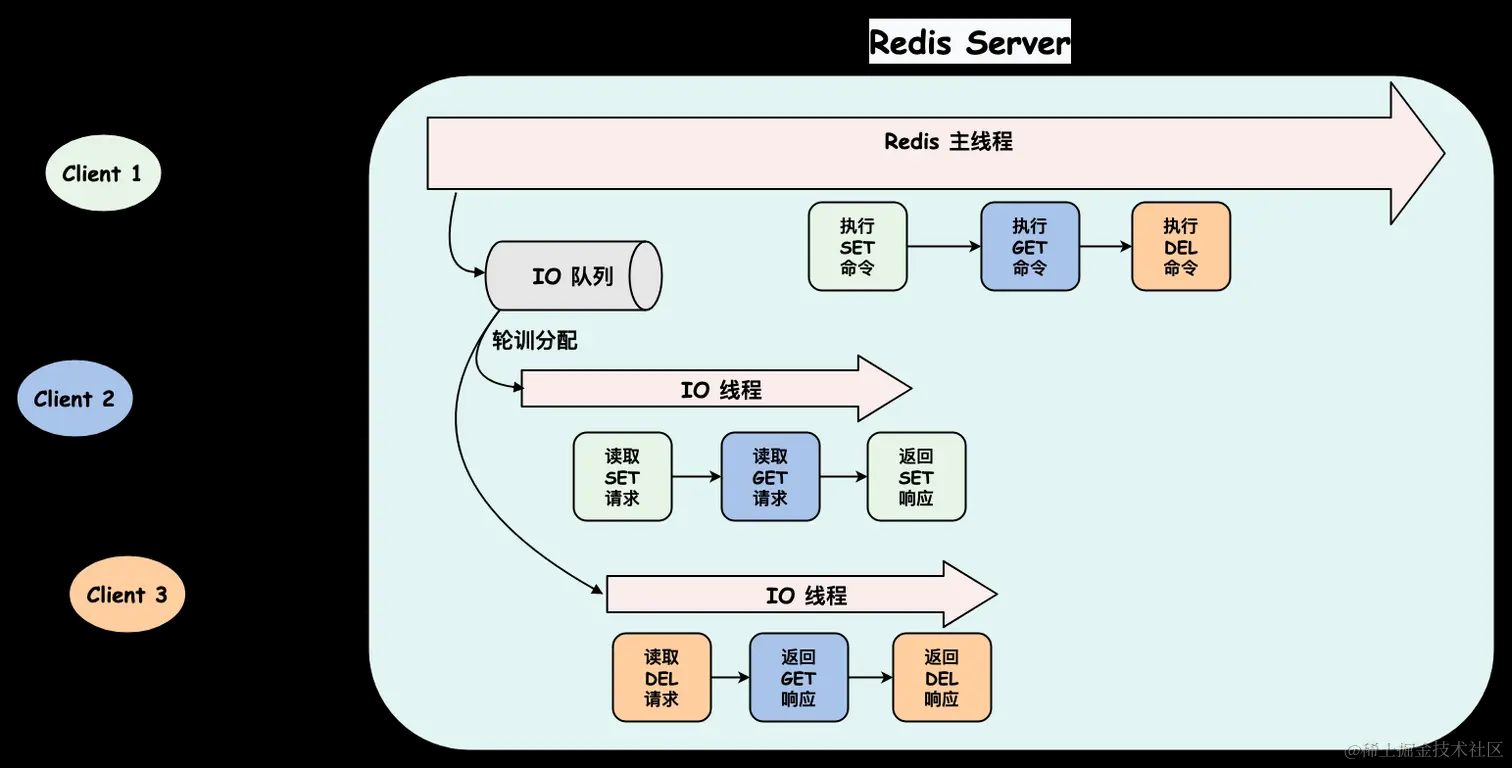 Redis Server
Redis 主线程
Client 1
执行
SET
命令
执行
GET
命令
执行
DEL
命令
IO 队列
轮训分配
Client 2
IO 线程
读取
SET
请求
读取
GET
请求
返回
SET
响应
Client 3
IO 线程
读取
DEL
请求
返回
GET
响应
返回
DEL
响应
@稀土掘金技术社区